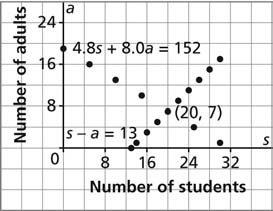 a
Number of adults
24
4.8s + 8.0a = 152
16
8
(20, 7)
s – a = 13
s
0
8
16
24
32
Number of students